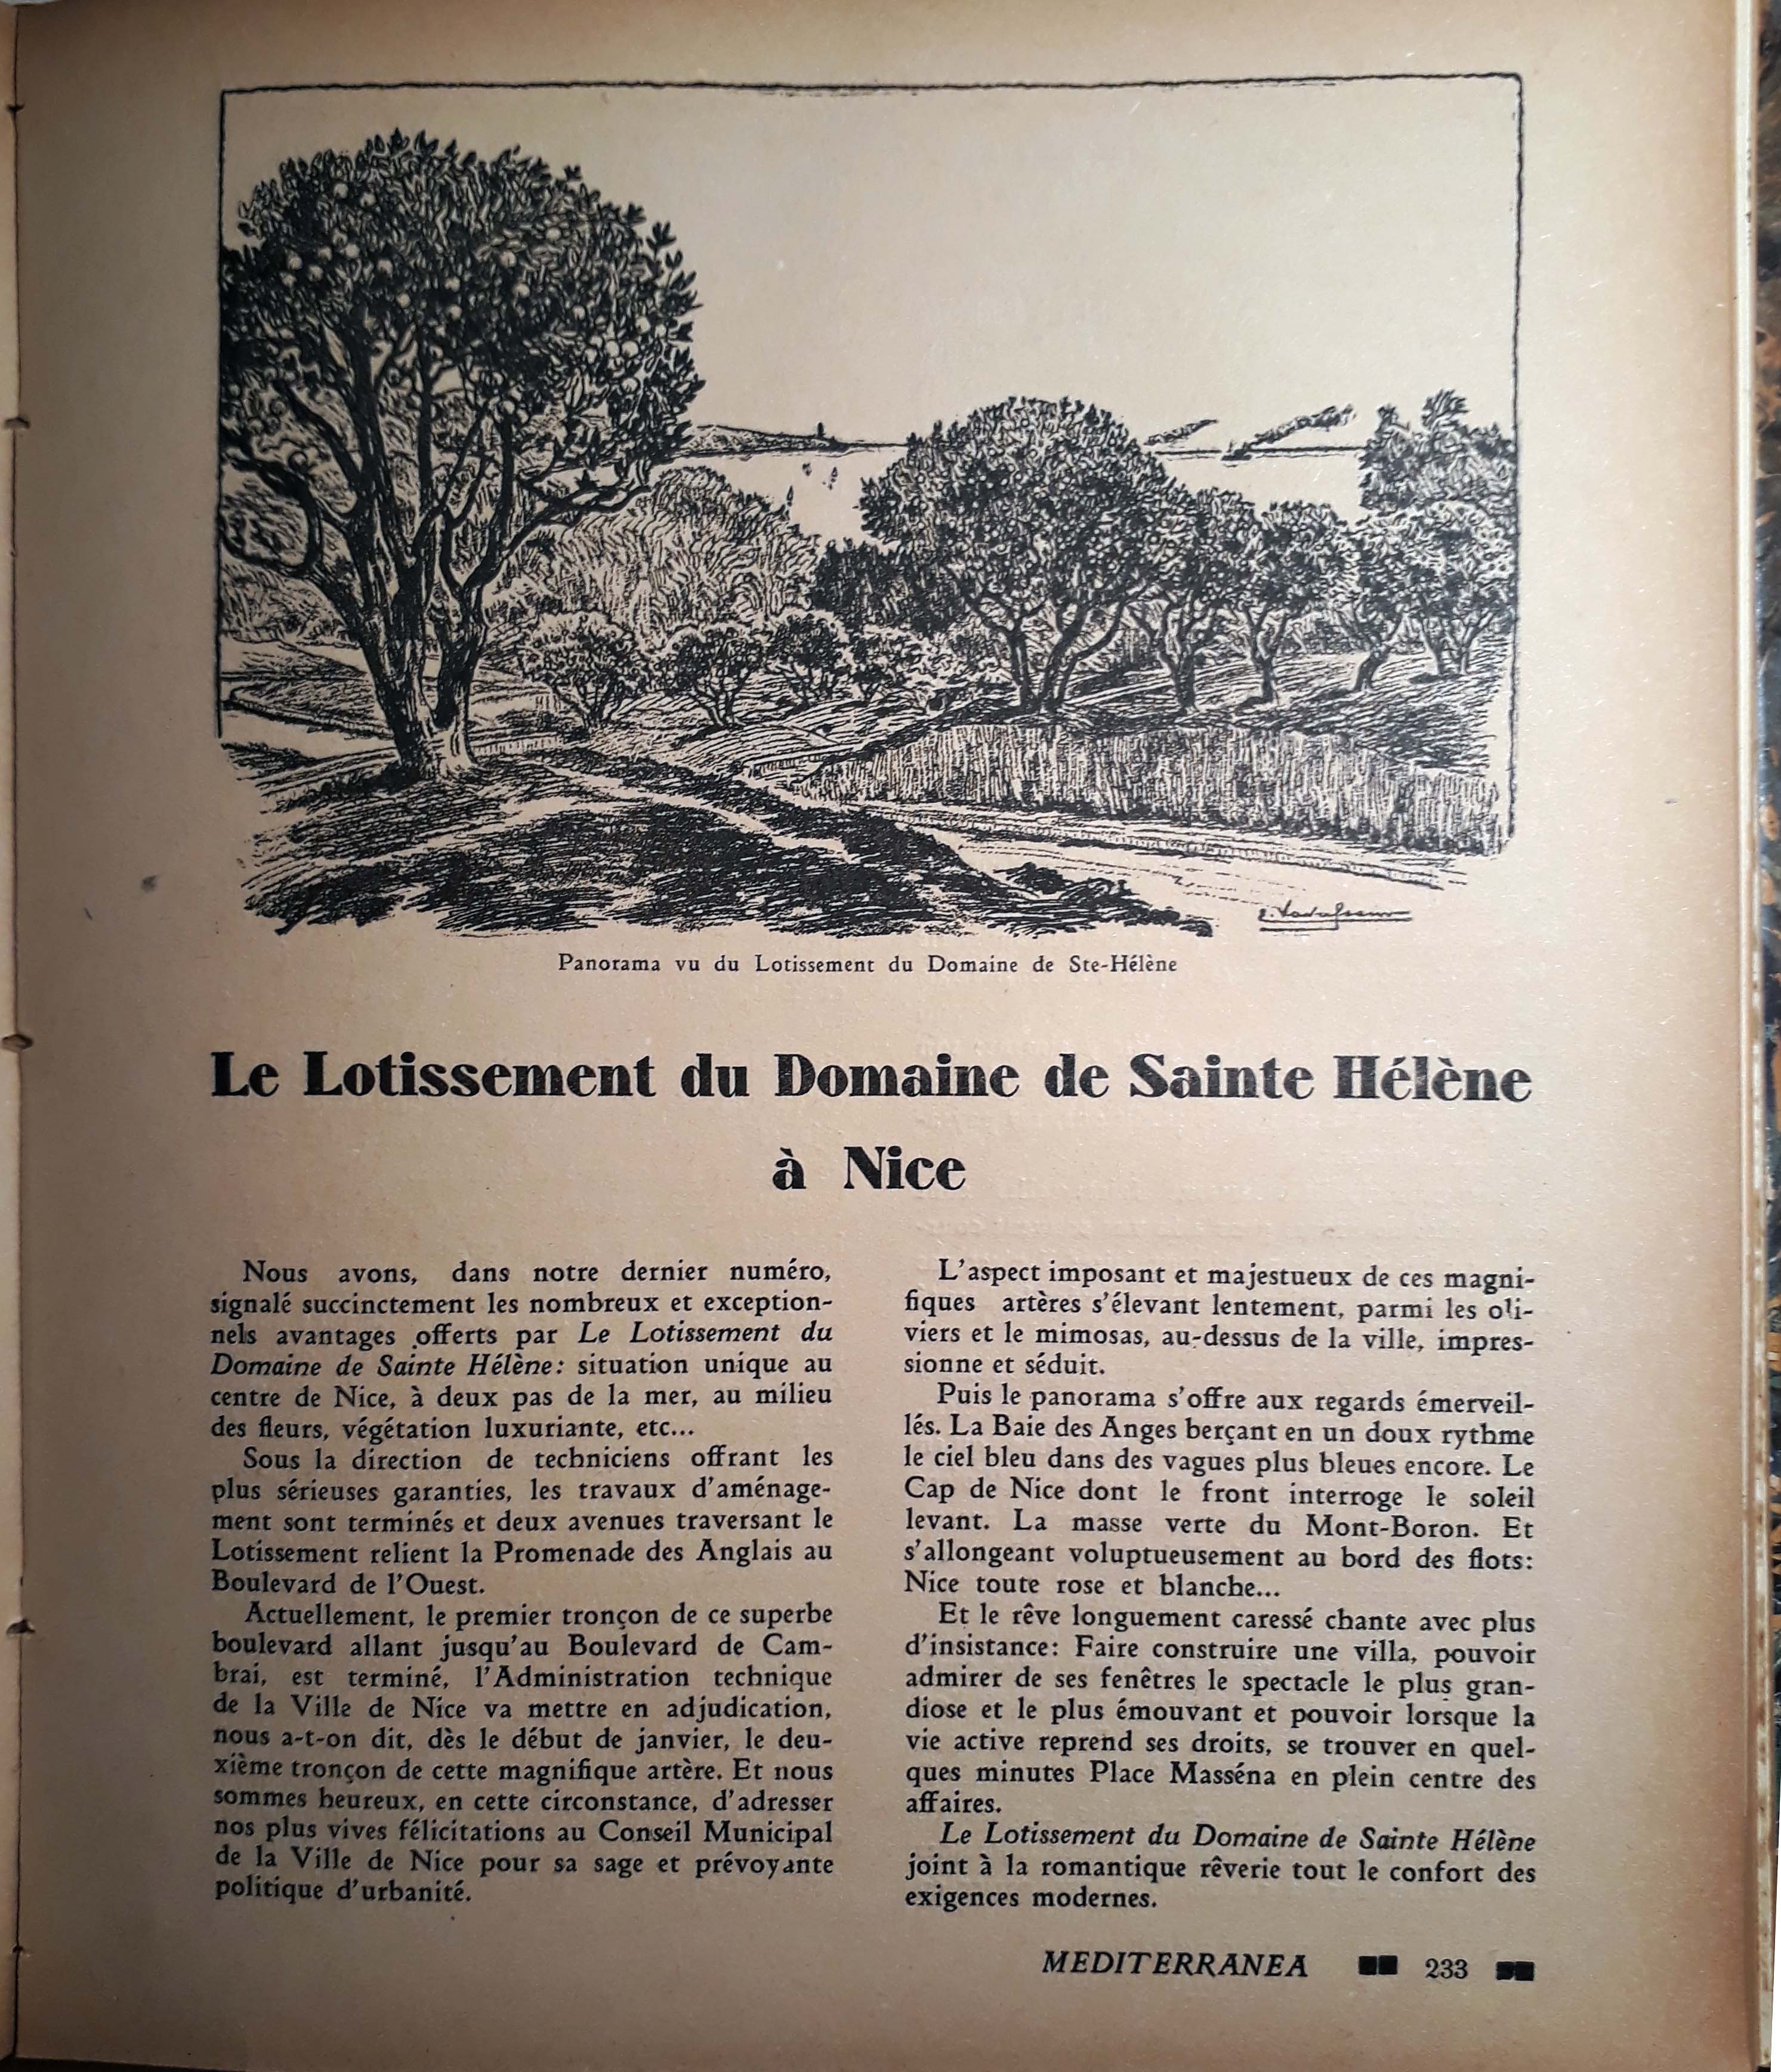 Panorama vu du Lotissement du Domaine de Ste-Hélène
Le Lotissement du Domaine de Sainte Hélène
à Nice
Nous avons, dans notre dernier numéro,
signalé succinctement les nombreux et exception-
nels avantages offerts par Le Lotissement du
Domaine de Sainte Hélène: situation unique au
centre de Nice, à deux pas de la mer, au milieu
des fleurs, végétation luxuriante, etc...
Sous la direction de techniciens offrant les
plus sérieuses garanties, les travaux d'aménage-
ment sont terminés et deux avenues traversant le
Lotissement relient la Promenade des Anglais au
Boulevard de l'Ouest.
Actuellement, le premier tronçon de ce superbe
boulevard allant jusqu'au Boulevard de Cam-
brai, est terminé, l'Administration technique
de la Ville de Nice va mettre en adjudication,
nous a-t-on dit, dès le début de janvier, le deu-
xième tronçon de cette magnifique artère. Et nous
sommes heureux, en cette circonstance, d'adresser
nos plus vives félicitations au Conseil Municipal
de la Ville de Nice pour sa sage et prévoyante
politique d'urbanité.
L'aspect imposant et majestueux de ces magni-
fiques artères s'élevant lentement, parmi les oli-
viers et le mimosas, au-dessus de la ville, impres-
sionne et séduit.
Puis le panorama s'offre aux regards émerveil-
lés. La Baie des Anges berçant en un doux rythme
le ciel bleu dans des vagues plus bleues encore. Le
Cap de Nice dont le front interroge le soleil
levant. La masse verte du Mont-Boron. Et
s'allongeant voluptueusement au bord des flots:
Nice toute rose et blanche...
Et le rêve longuement caressé chante avec plus
d'insistance: Faire construire une villa, pouvoir
admirer de ses fenêtres le spectacle le plus gran-
diose et le plus émouvant et pouvoir lorsque la
vie active reprend ses droits, se trouver en quel-
ques minutes Place Masséna en plein centre des
affaires.
Le Lotissement du Domaine de Sainte Hélène
joint à la romantique rêverie tout le confort des
exigences modernes.
MEDITERRANEA 233